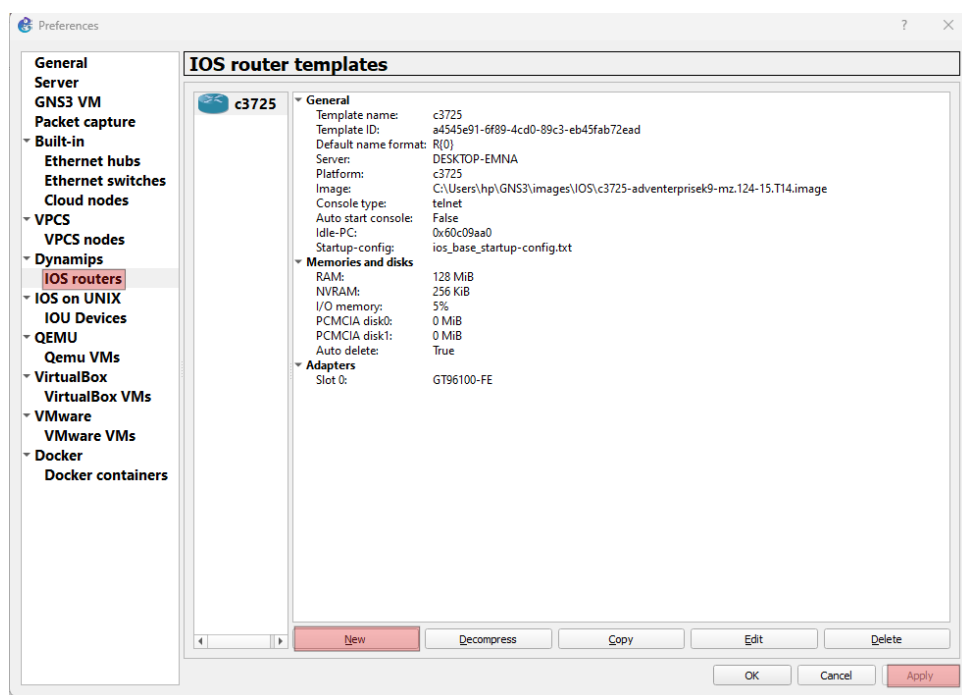 Preferences
?
General
Server
GNS3 VM
Packet capture
Built-in
Ethernet hubs
Ethernet switches
Cloud nodes
VPCS
VPCS nodes
Dynamips
IOS routers
IOS on UNIX
IOU Devices
QEMU
Qemu VMs
VirtualBox
VirtualBox VMs
VMware
VMware VMs
Docker
Docker containers
IOS router templates
c3725
General
Template name: c3725
Template ID: a4545e91-6f89-4cd0-89c3-eb45fab72ead
Default name format: R{0}
Server: DESKTOP-EMNA
Platform: c3725
Image: C:\Users\hp\GNS3\images\IOS\c3725-adventerprisek9-mz.124-15.T14.image
Console type: telnet
Auto start console: False
Idle-PC: 0x60c09aa0
Startup-config: ios_base_startup-config.txt
Memories and disks
RAM: 128 MiB
NVRAM: 256 KiB
I/O memory: 5%
PCMCIA disk0: 0 MiB
PCMCIA disk1: 0 MiB
Auto delete: True
Adapters
Slot 0: GT96100-FE
New Decompress Copy Edit Delete
OK Cancel Apply